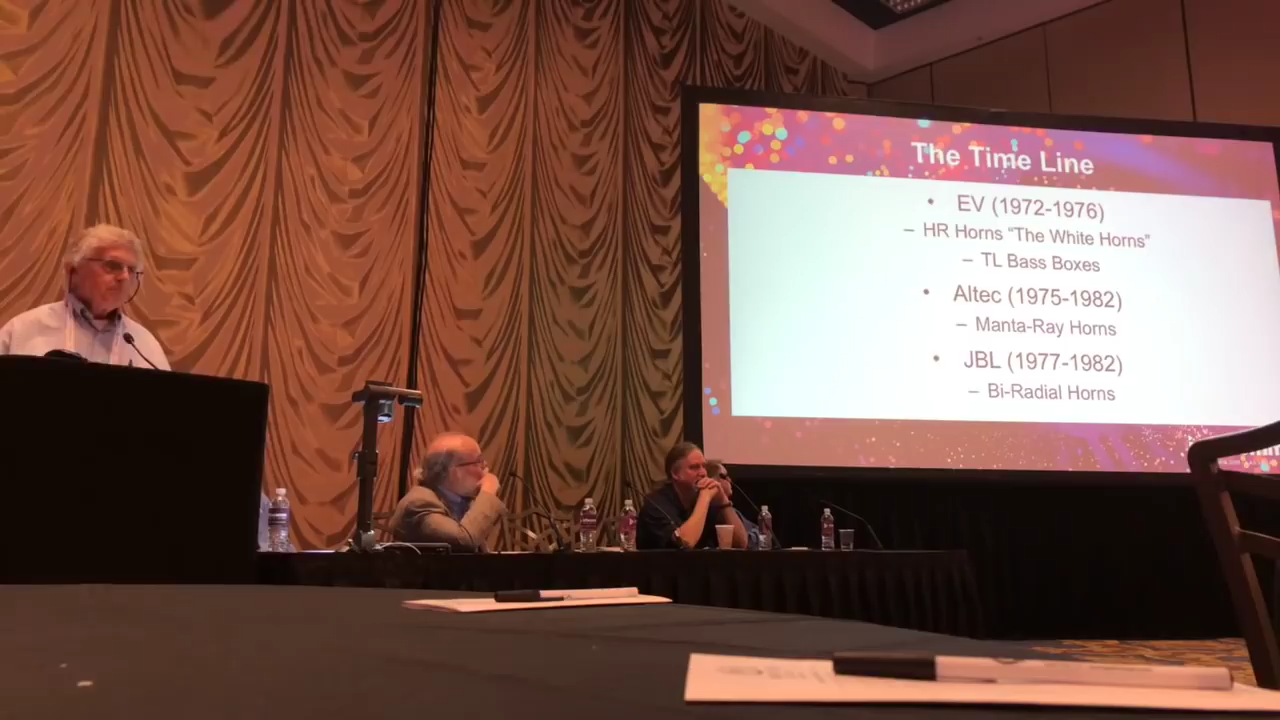 The Time Line
• EV (1972-1976)
– HR Horns “The White Horns”
– TL Bass Boxes
• Altec (1975-1982)
– Manta-Ray Horns
• JBL (1977-1982)
– Bi-Radial Horns